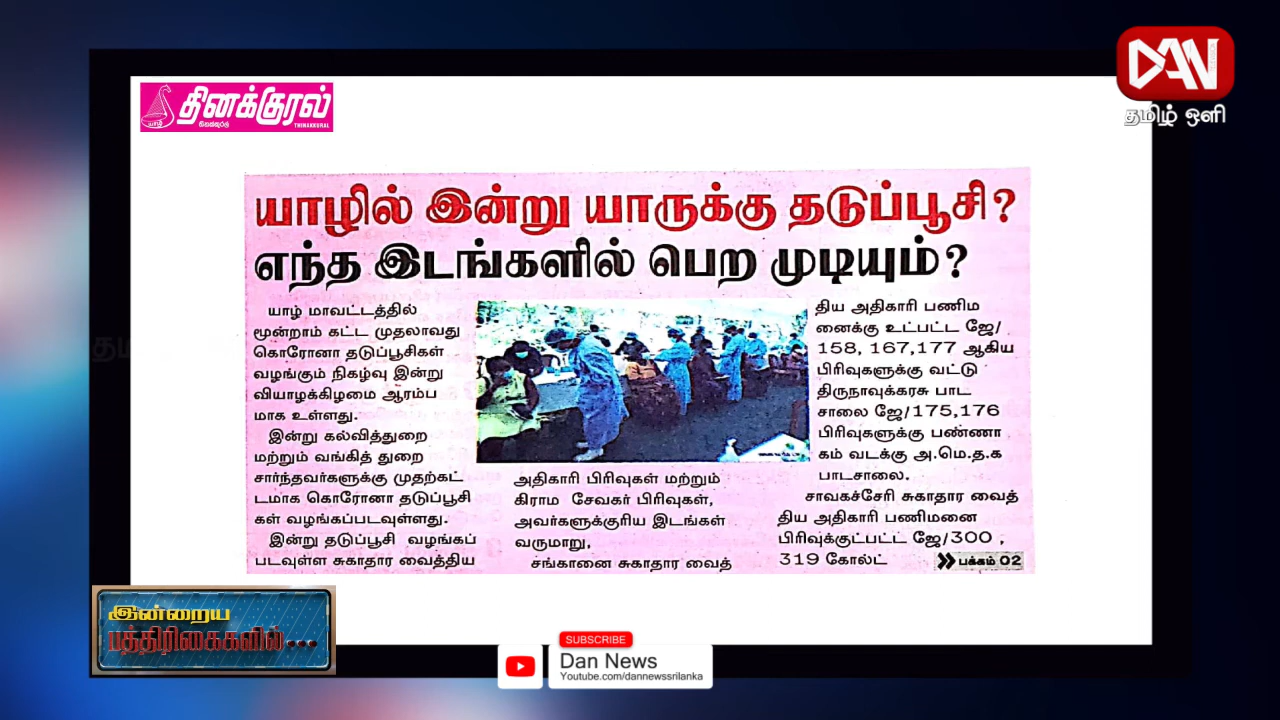 தினக்குரல்
THINAKKURAL
DAN
தமிழ் ஒளி
யாழில் இன்று யாருக்கு தடுப்பூசி?
எந்த இடங்களில் பெற முடியும்?
யாழ் மாவட்டத்தில்
மூன்றாம் கட்ட முதலாவது
கொரோனா தடுப்பூசிகள்
வழங்கும் நிகழ்வு இன்று
வியாழக்கிழமை ஆரம்ப
மாக உள்ளது.
இன்று கல்வித்துறை
மற்றும் வங்கித் துறை
சார்ந்தவர்களுக்கு முதற்கட்
டமாக கொரோனா தடுப்பூசி
கள் வழங்கப்படவுள்ளது.
இன்று தடுப்பூசி வழங்கப்
படவுள்ள சுகாதார வைத்திய
அதிகாரி பிரிவுகள் மற்றும்
கிராம சேவகர் பிரிவுகள்,
அவர்களுக்குரிய இடங்கள்
வருமாறு,
சங்கானை சுகாதார வைத்
திய அதிகாரி பணிம
னைக்கு உட்பட்ட ஜே/
158, 167,177 ஆகிய
பிரிவுகளுக்கு வட்டு
திருநாவுக்கரசு பாட
சாலை ஜே/175,176
பிரிவுகளுக்கு பண்ணா
கம் வடக்கு அ.மெ.த.க
பாடசாலை.
சாவகச்சேரி சுகாதார வைத்
திய அதிகாரி பணிமனை
பிரிவுக்குட்பட்ட ஜே/300 ,
319 கோல்ட்
பக்கம் 02
இன்றைய
பத்திரிகைகளில்...
SUBSCRIBE
Dan News
Youtube.com/dannewssrilanka